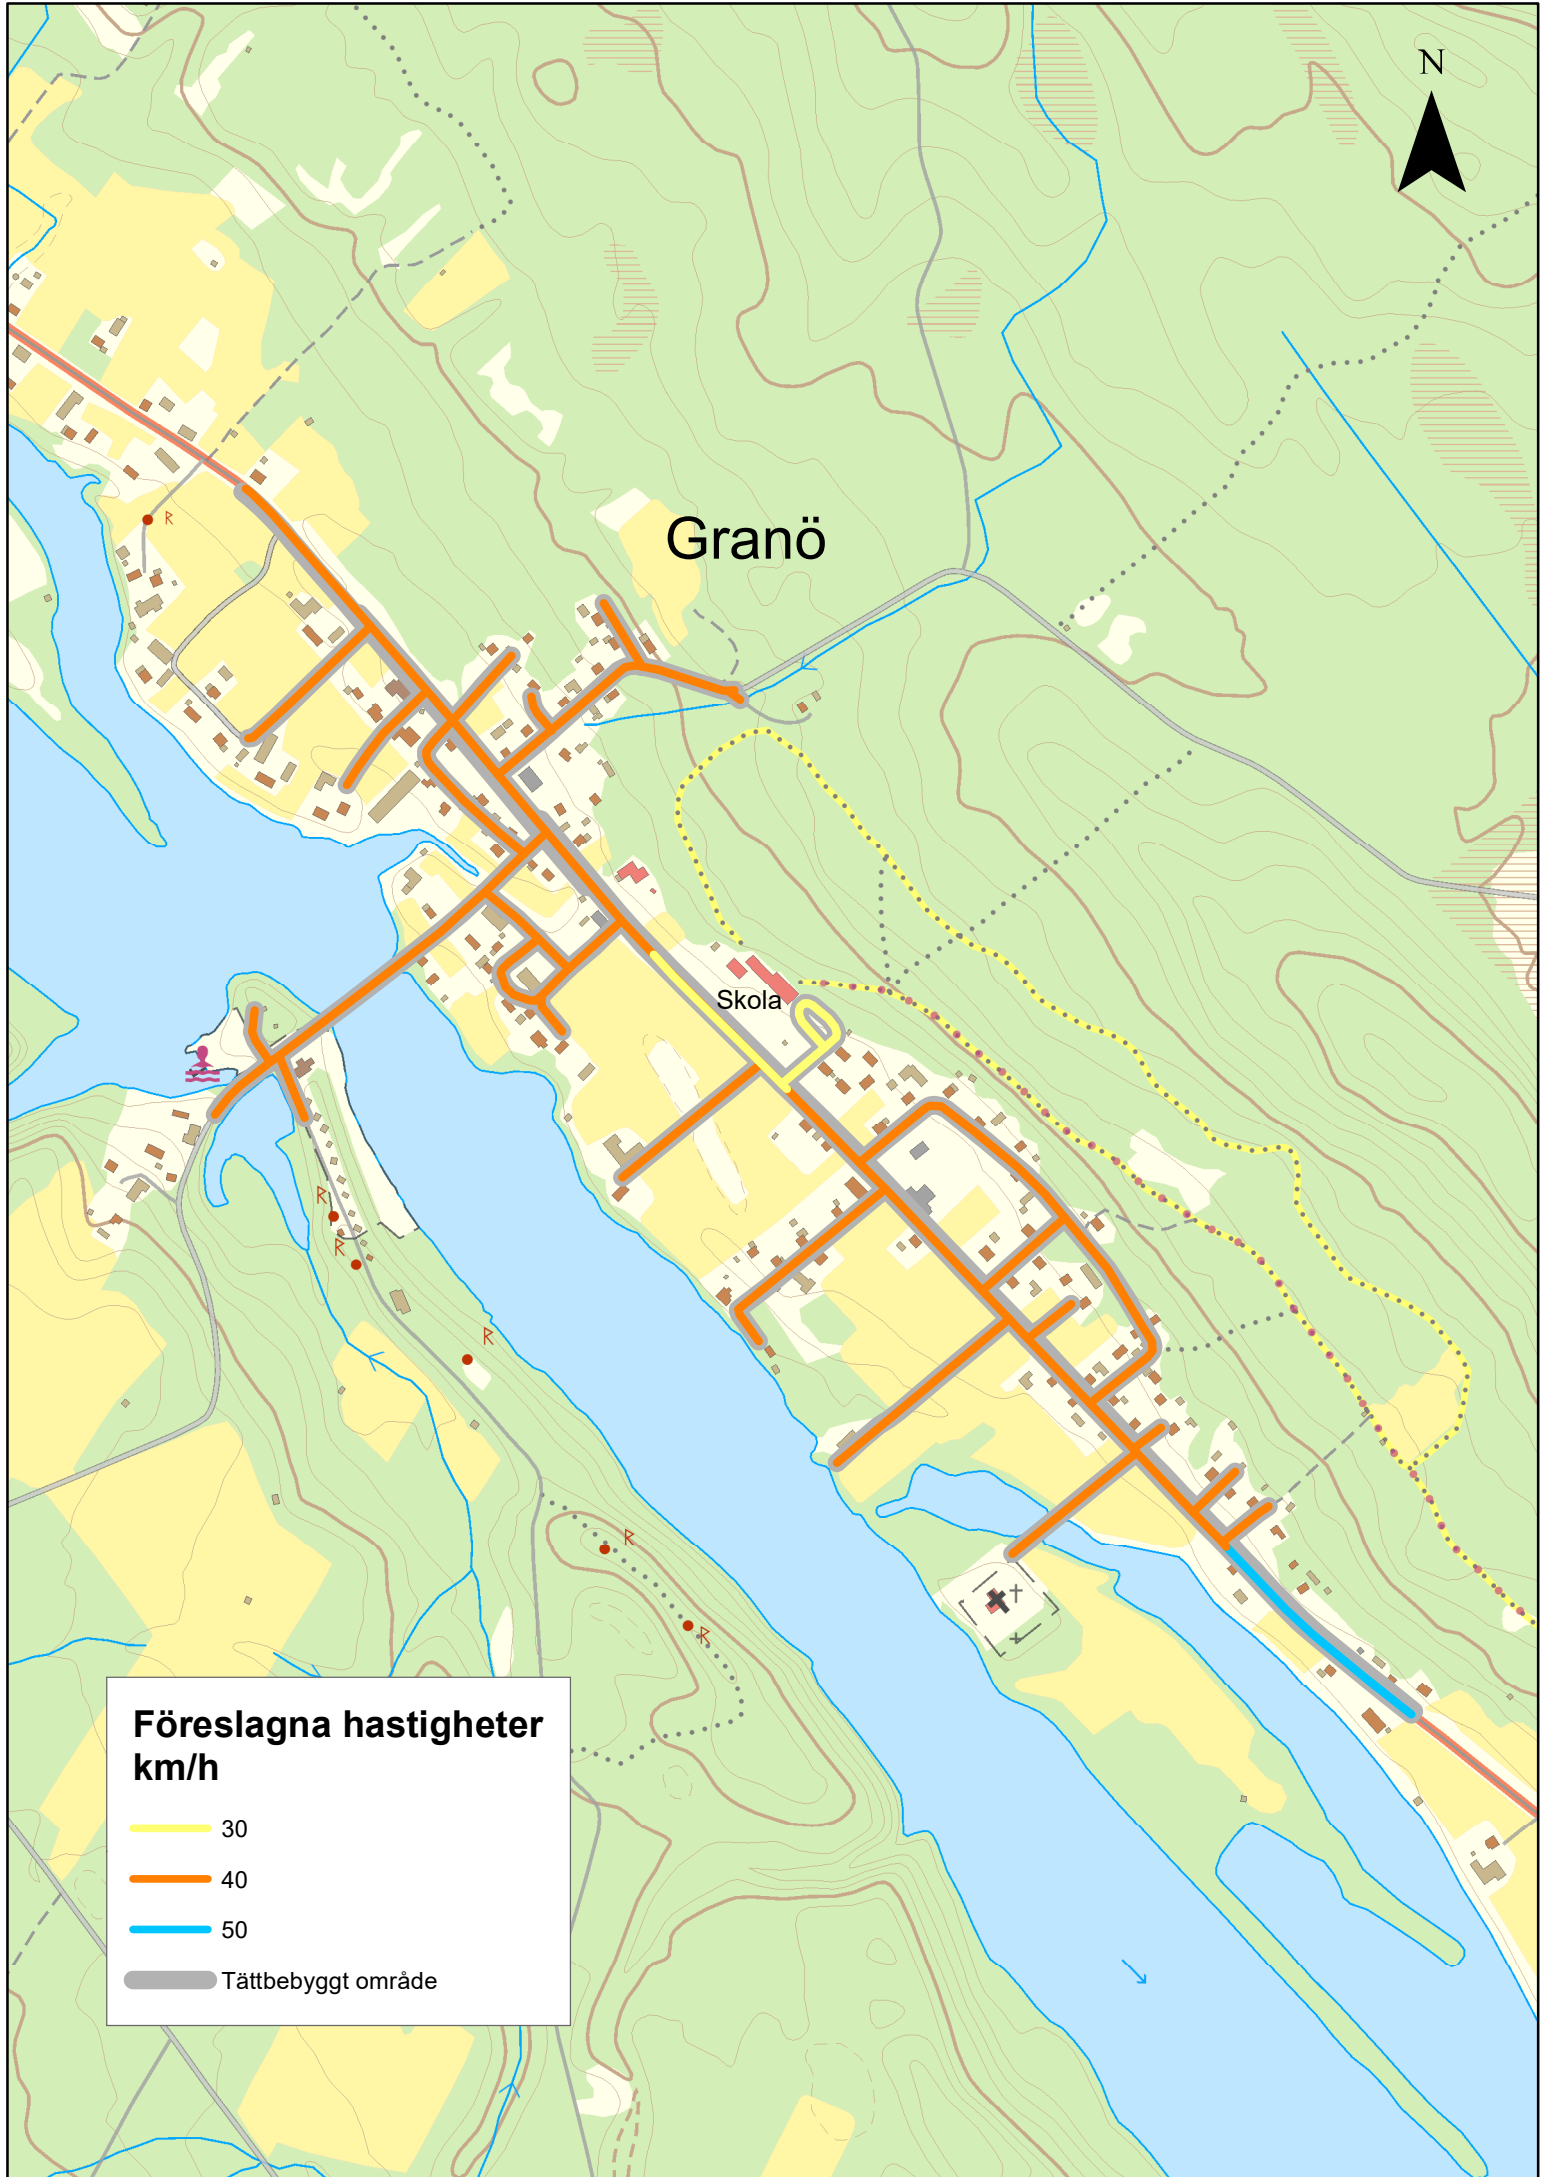 N
Granö
R
Skola
R
R
R
R
R
Föreslagna hastigheter
km/h
30
40
50
Tättbebyggt område